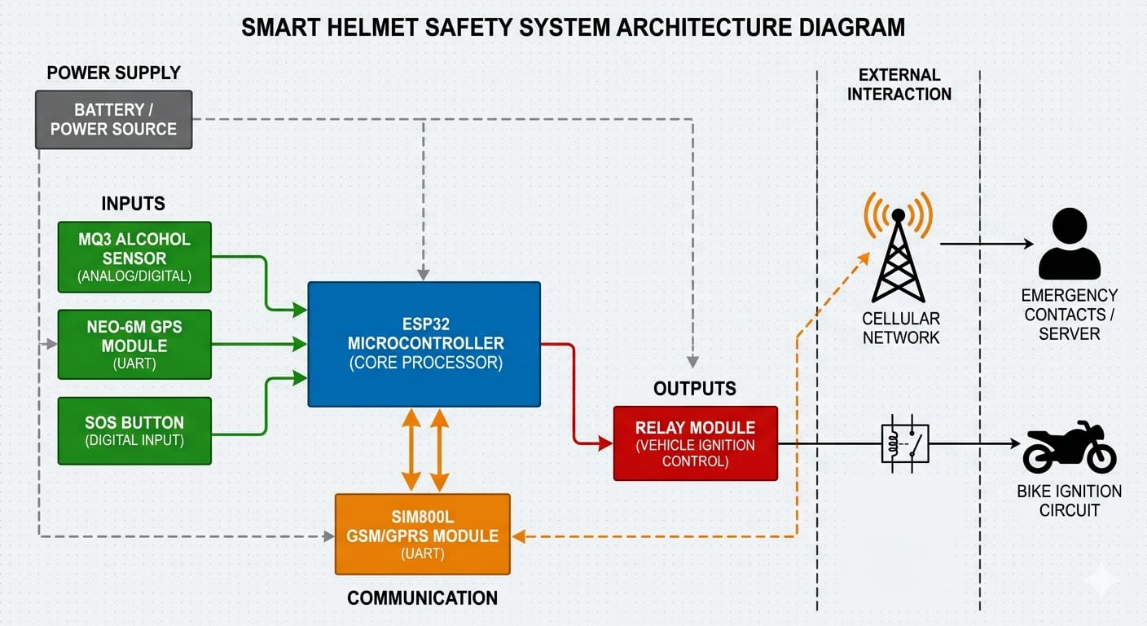 SMART HELMET SAFETY SYSTEM ARCHITECTURE DIAGRAM
POWER SUPPLY
BATTERY /
POWER SOURCE
EXTERNAL
INTERACTION
INPUTS
MQ3 ALCOHOL
SENSOR
(ANALOG/DIGITAL)
NEO-6M GPS
MODULE
(UART)
SOS BUTTON
(DIGITAL INPUT)
ESP32
MICROCONTROLLER
(CORE PROCESSOR)
OUTPUTS
RELAY MODULE
(VEHICLE IGNITION
CONTROL)
SIM800L
GSM/GPRS MODULE
(UART)
COMMUNICATION
CELLULAR
NETWORK
EMERGENCY
CONTACTS /
SERVER
BIKE IGNITION
CIRCUIT